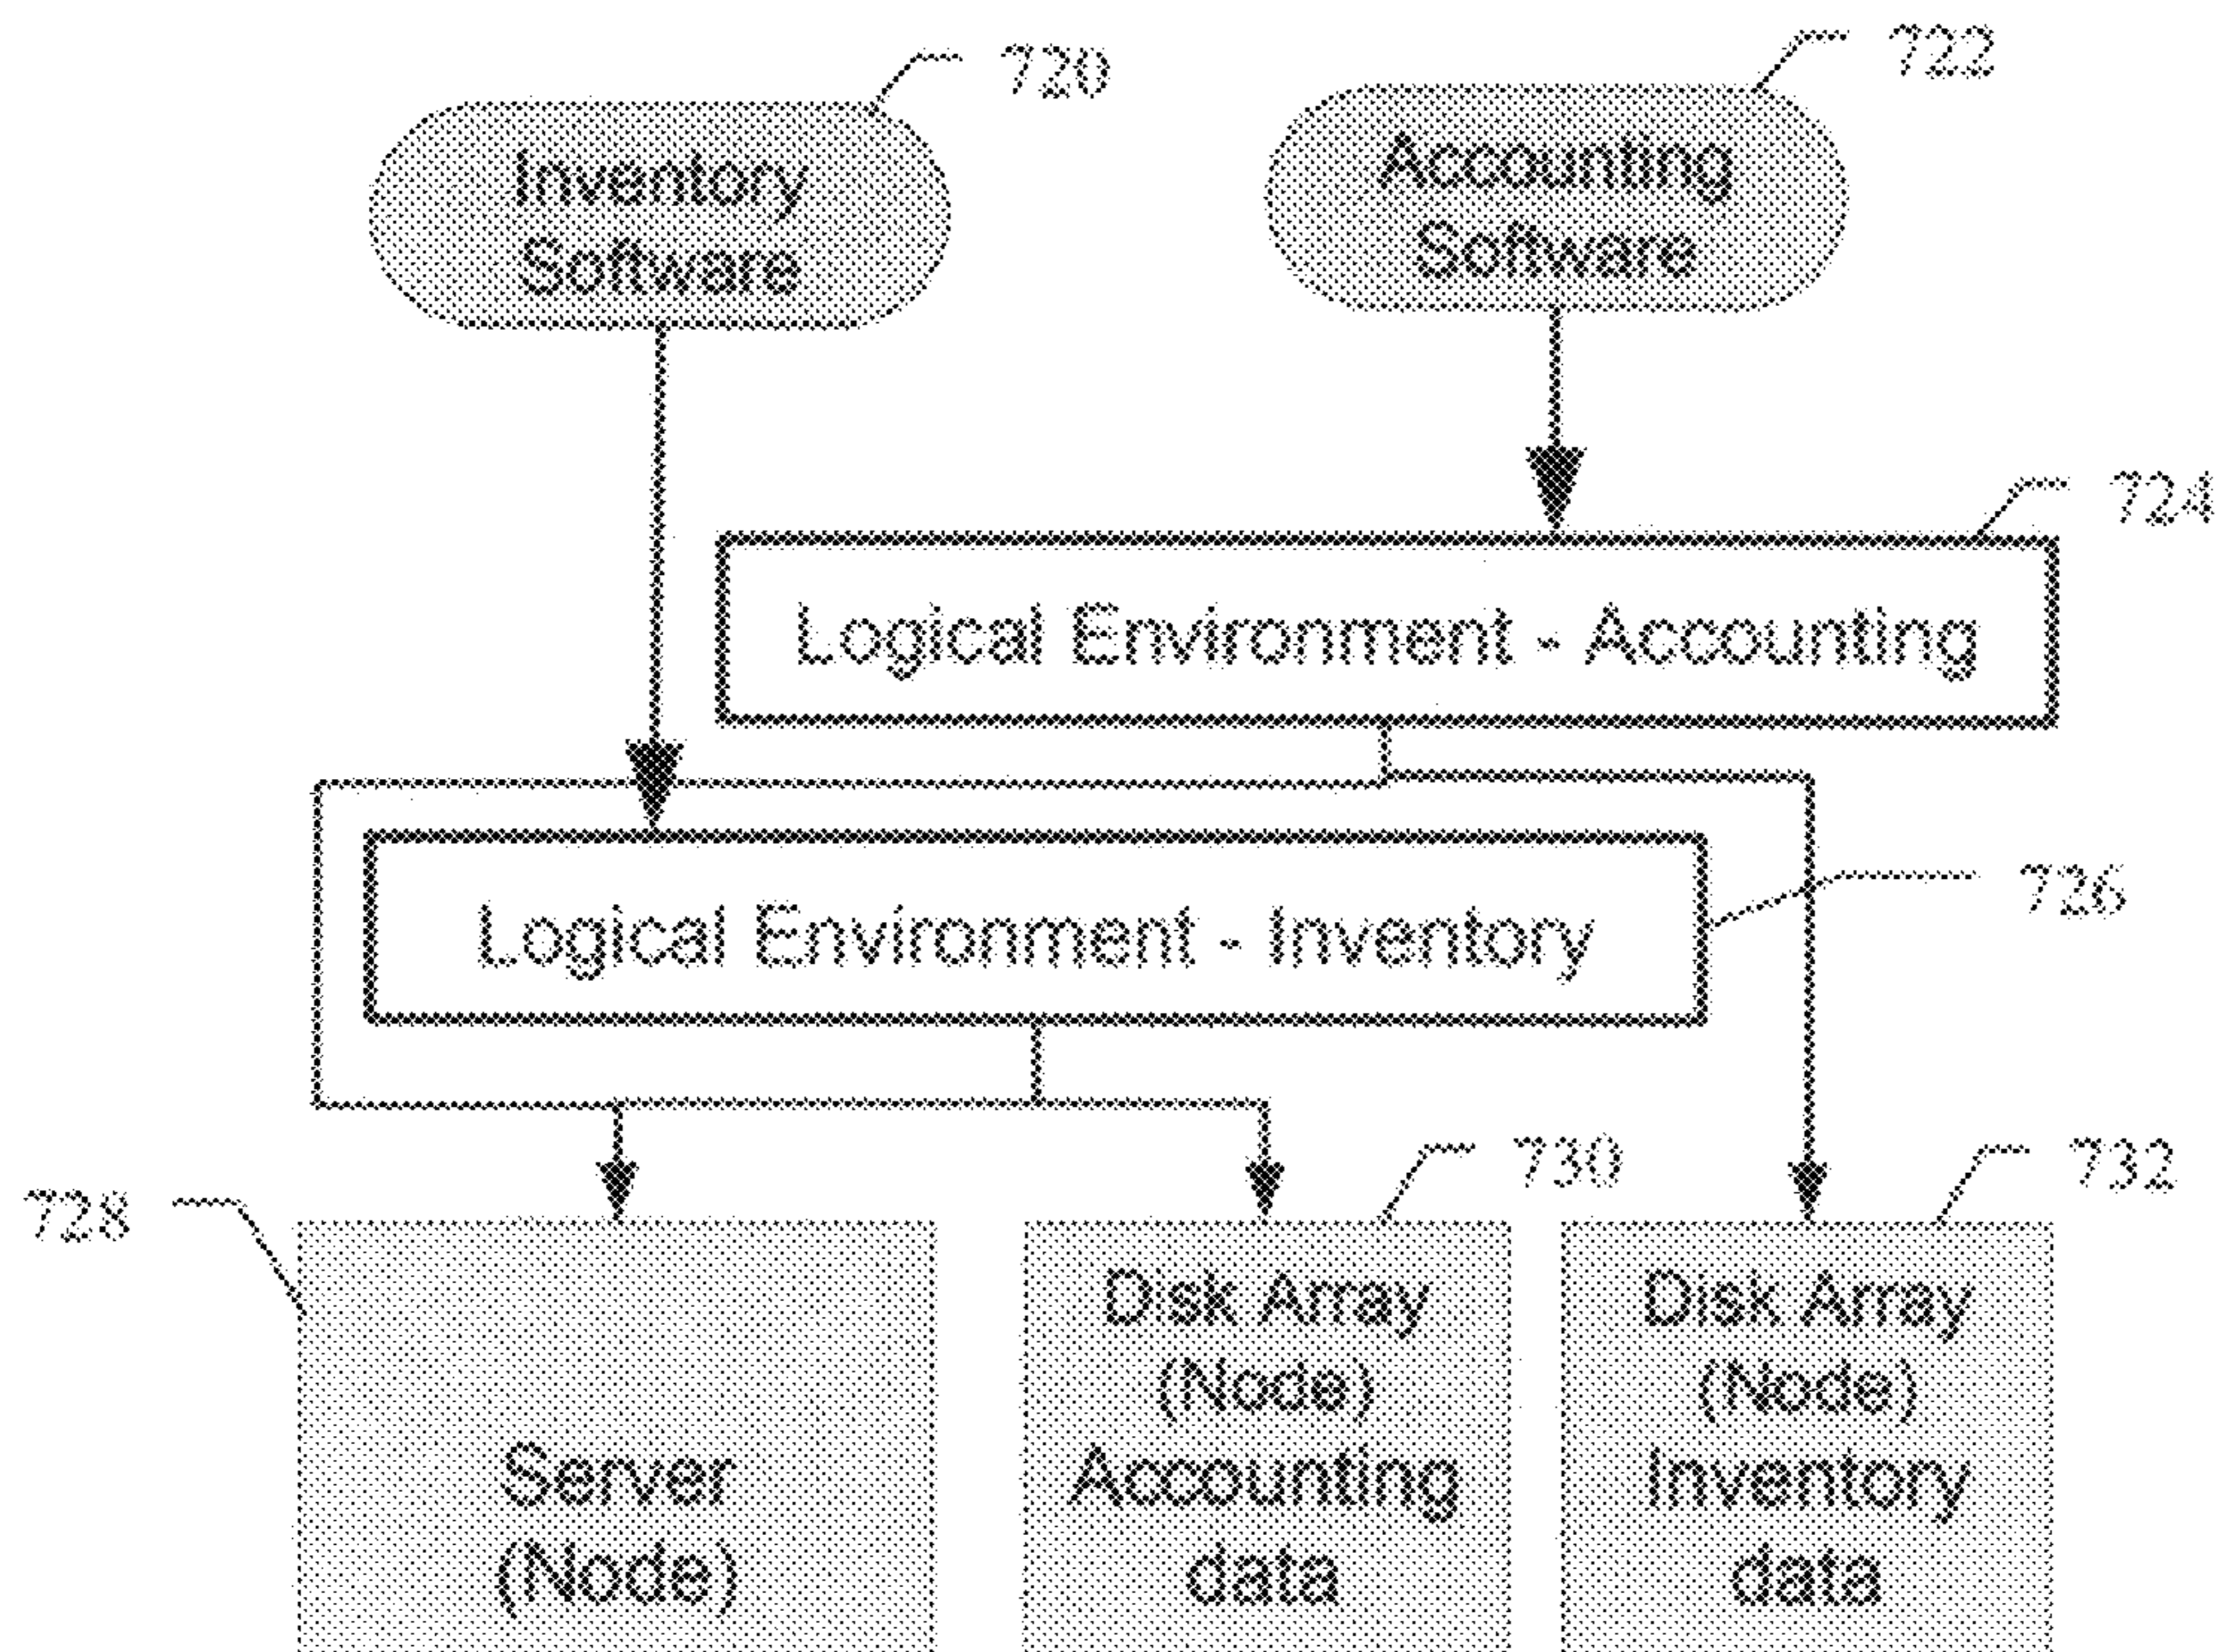 720
722
Inventory
Software
Accounting
Software
724
Logical Environment - Accounting
726
Logical Environment - Inventory
728
730
732
Server
(Node)
Disk Array
(Node)
Accounting
data
Disk Array
(Node)
Inventory
data